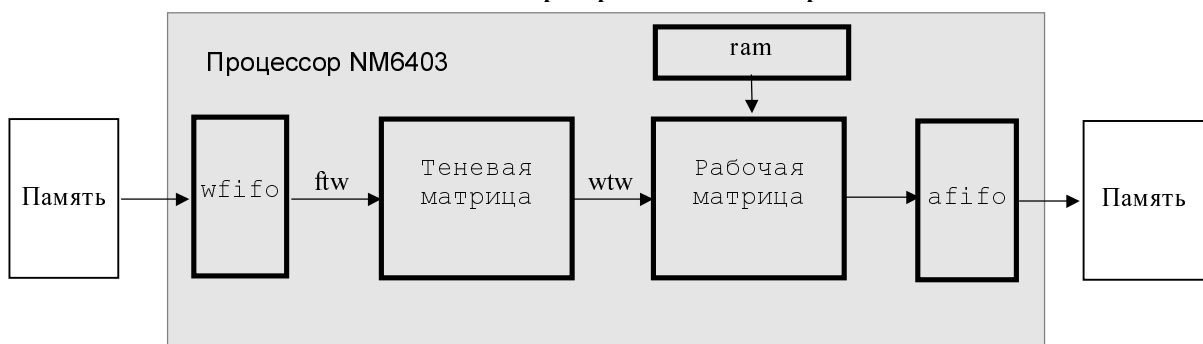 ram
Процессор NM6403
Память
wfifo
ftw
Теневая
матрица
wtw
Рабочая
матрица
afifo
Память